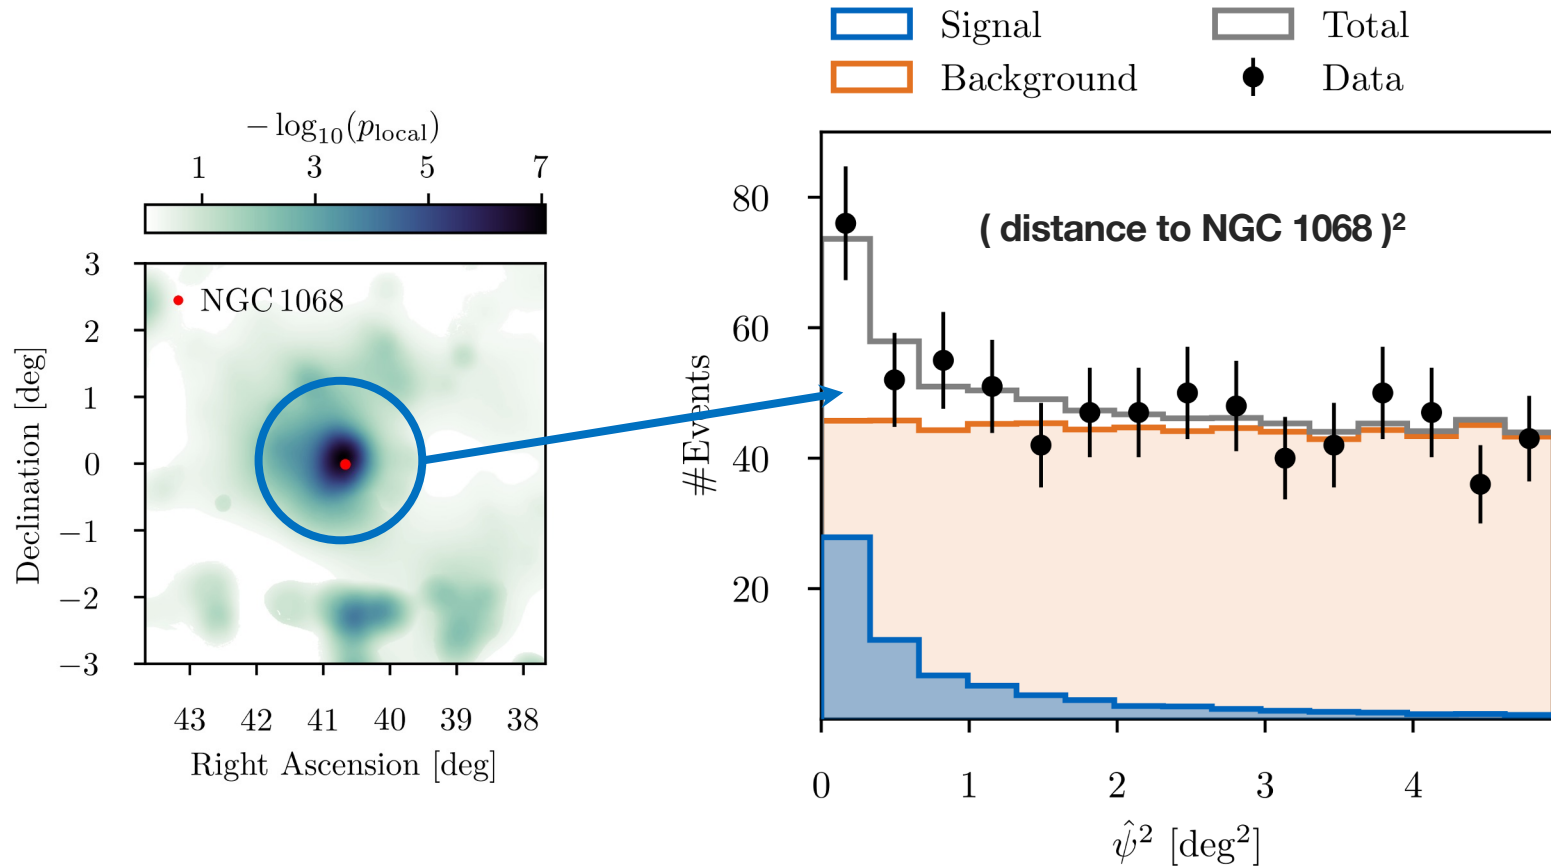 − log₁₀(p_local)
1 3 5 7
NGC 1068
3
2
1
0
−1
−2
−3
Declination [deg]
43 42 41 40 39 38
Right Ascension [deg]
Signal Total
Background Data
( distance to NGC 1068 )²
80
60
40
20
#Events
0 1 2 3 4
ψ̂² [deg²]